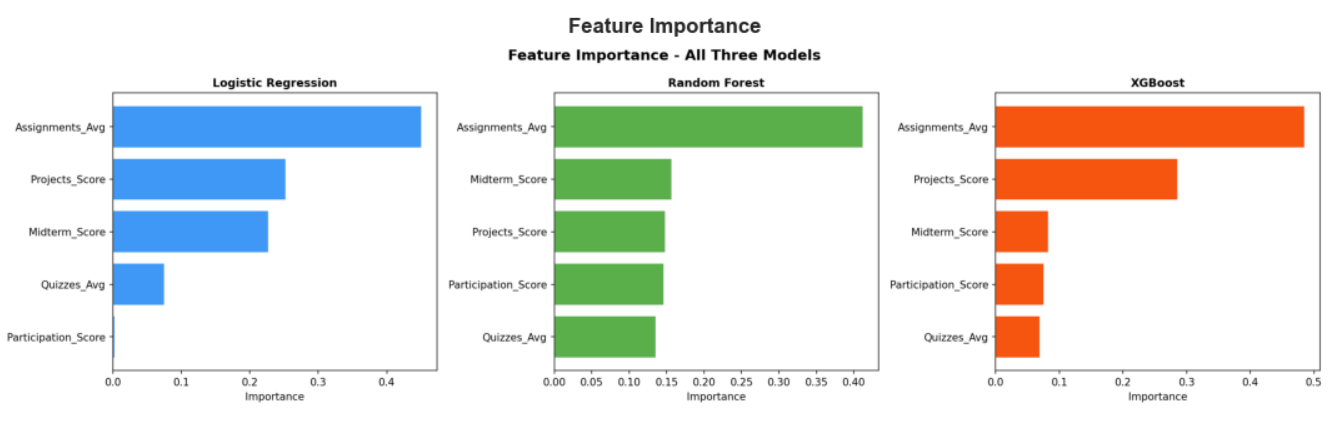 Feature Importance
Feature Importance - All Three Models
Logistic Regression
Assignments_Avg
Projects_Score
Midterm_Score
Quizzes_Avg
Participation_Score
0.0 0.1 0.2 0.3 0.4
Importance
Random Forest
Assignments_Avg
Midterm_Score
Projects_Score
Participation_Score
Quizzes_Avg
0.00 0.05 0.10 0.15 0.20 0.25 0.30 0.35 0.40
Importance
XGBoost
Assignments_Avg
Projects_Score
Midterm_Score
Participation_Score
Quizzes_Avg
0.0 0.1 0.2 0.3 0.4 0.5
Importance